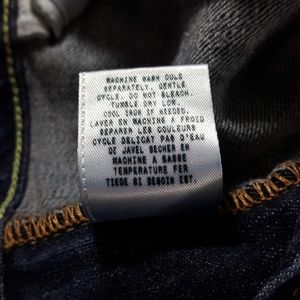 MACHINE WASH COLD
SEPARATELY, GENTLE
CYCLE. DO NOT BLEACH.
TUMBLE DRY LOW.
COOL IRON IF NEEDED.
LAVER EN MACHINE A FROID
SEPARER LES COULEURS
CYCLE DELICAT PAS D'EAU
DE JAVEL SECHER EN
MACHINE A BASSE
TEMPERATURE FER
TIEDE SI BESOIN EST.